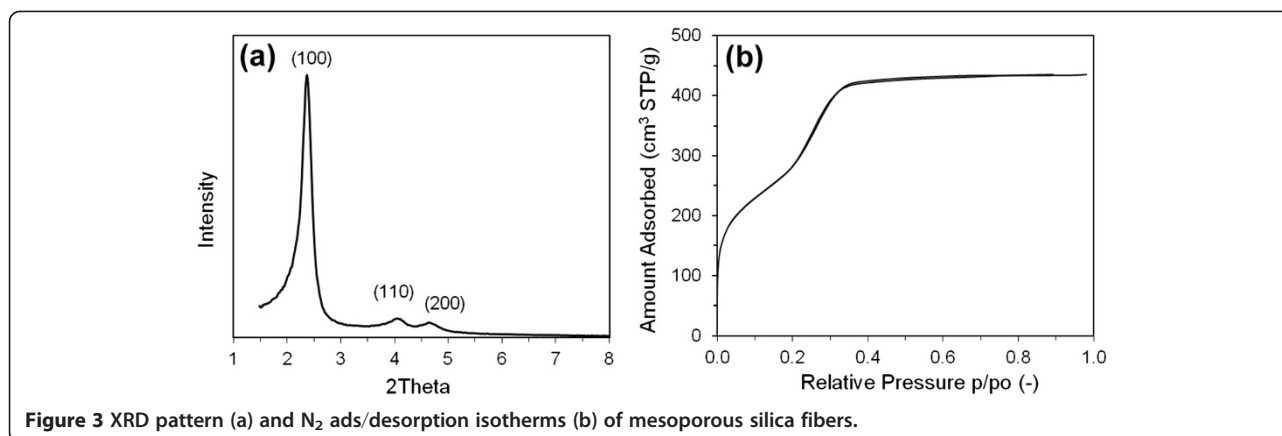 (a)
(100)
(110)
(200)
Intensity
1 2 3 4 5 6 7 8
2Theta
(b)
500
400
300
200
100
0
Amount Adsorbed (cm³ STP/g)
0.0 0.2 0.4 0.6 0.8 1.0
Relative Pressure p/po (-)
Figure 3 XRD pattern (a) and N₂ ads/desorption isotherms (b) of mesoporous silica fibers.